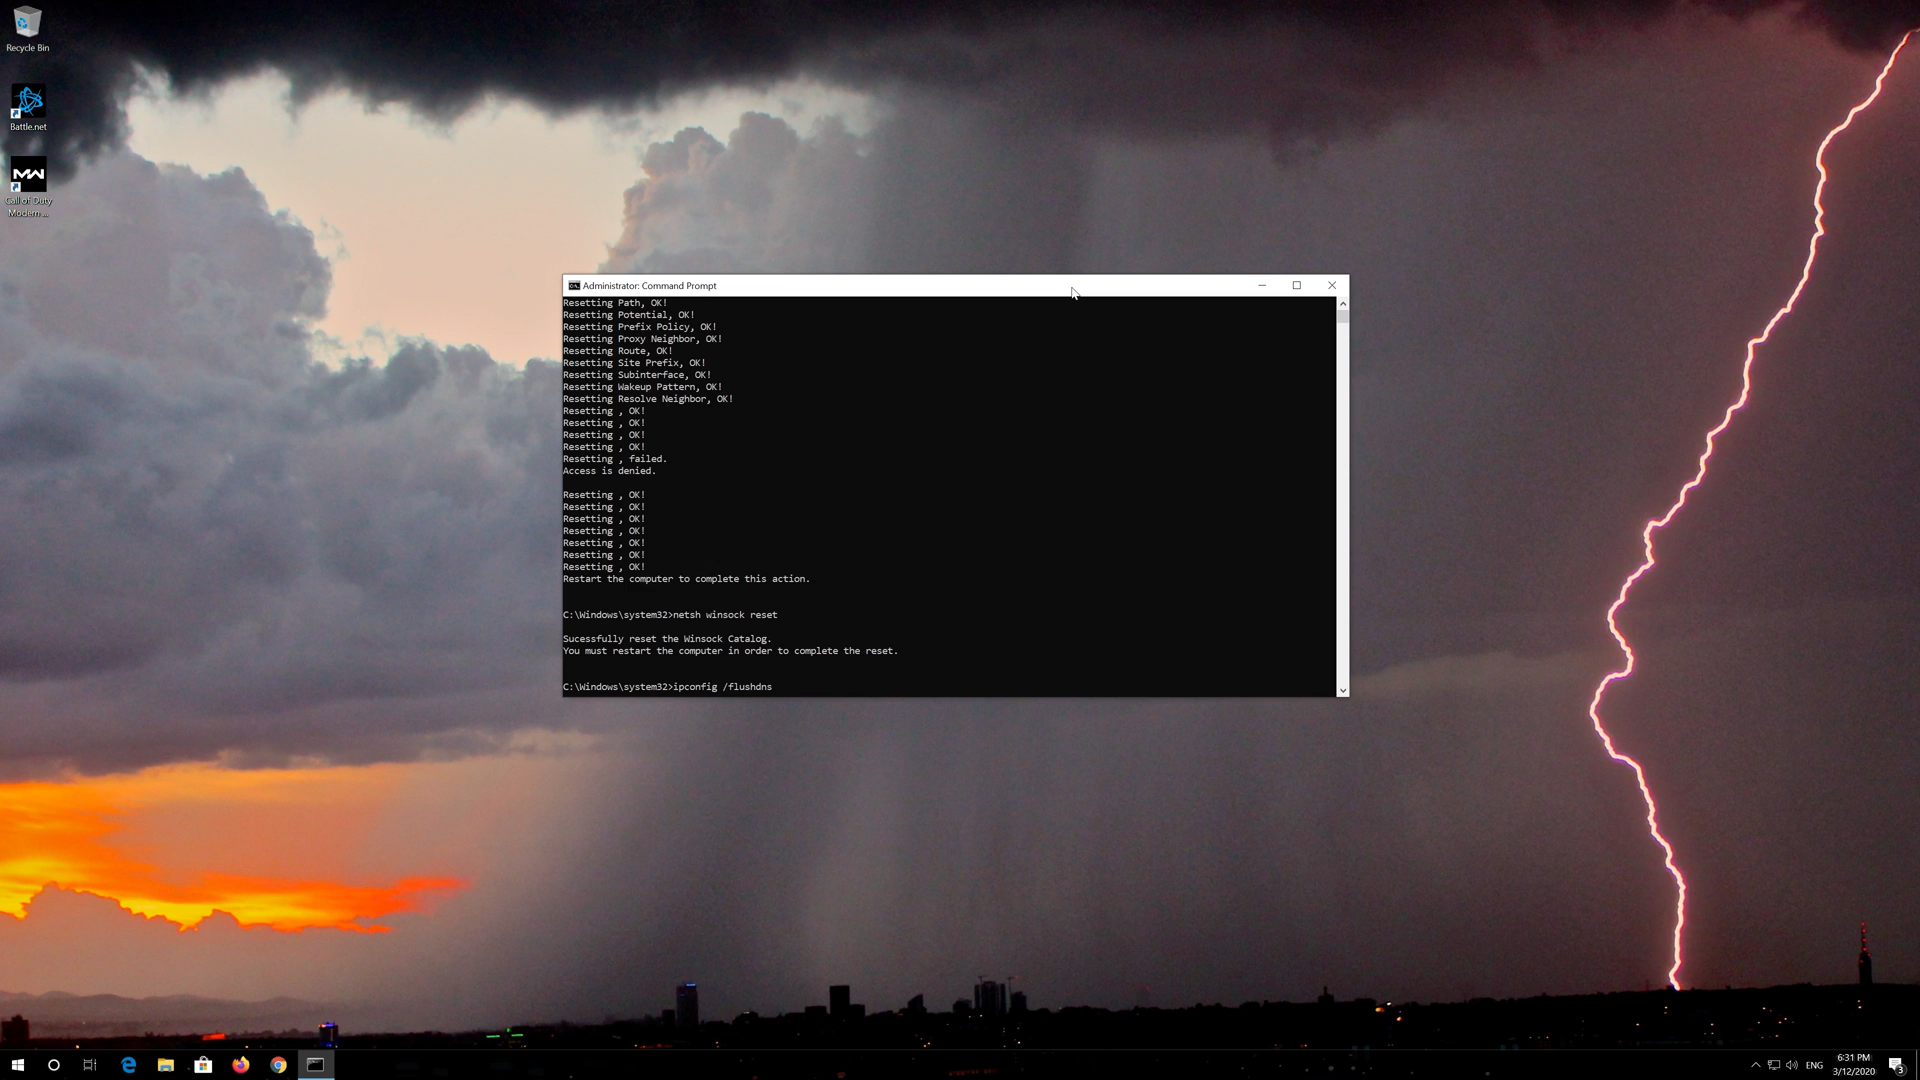 Recycle Bin
Battle.net
MW
Call of Duty
Modern ...
Administrator: Command Prompt
Resetting Path, OK!
Resetting Potential, OK!
Resetting Prefix Policy, OK!
Resetting Proxy Neighbor, OK!
Resetting Route, OK!
Resetting Site Prefix, OK!
Resetting Subinterface, OK!
Resetting Wakeup Pattern, OK!
Resetting Resolve Neighbor, OK!
Resetting , OK!
Resetting , OK!
Resetting , OK!
Resetting , OK!
Resetting , failed.
Access is denied.
Resetting , OK!
Resetting , OK!
Resetting , OK!
Resetting , OK!
Resetting , OK!
Resetting , OK!
Resetting , OK!
Restart the computer to complete this action.
C:\Windows\system32>netsh winsock reset
Sucessfully reset the Winsock Catalog.
You must restart the computer in order to complete the reset.
C:\Windows\system32>ipconfig /flushdns
ENG
6:31 PM
3/12/2020
3